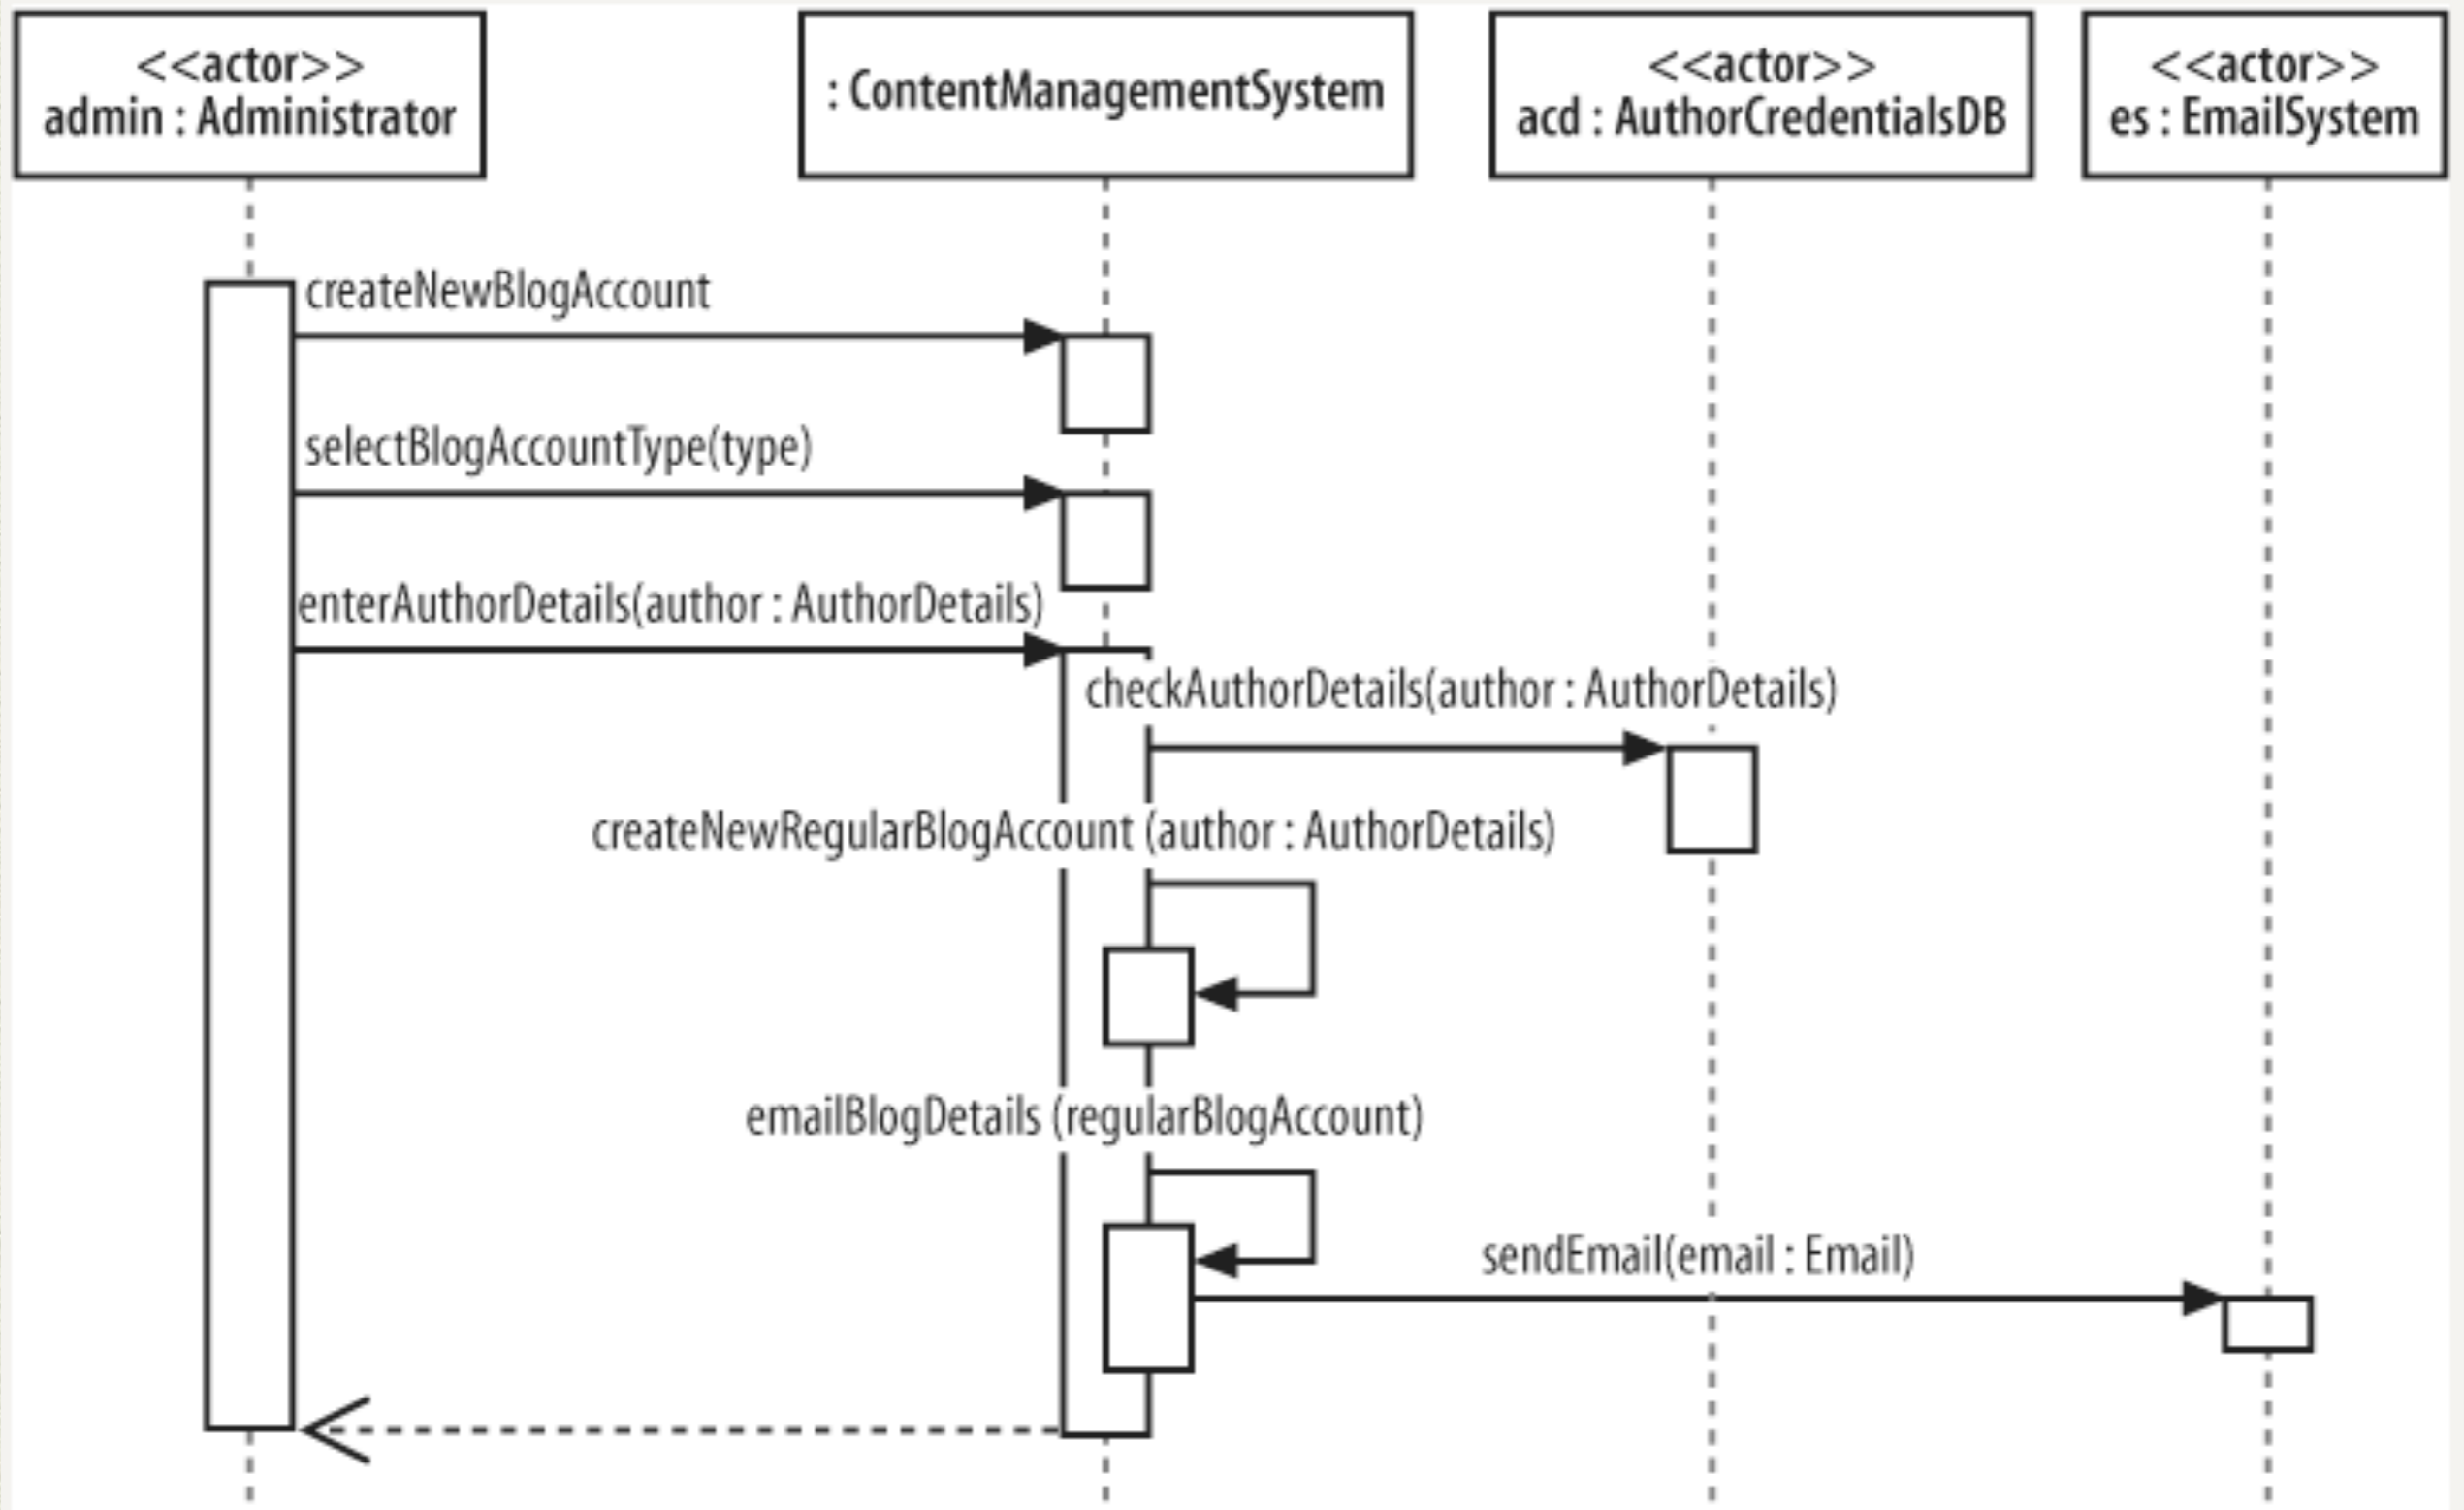 <<actor>>
admin : Administrator
: ContentManagementSystem
<<actor>>
acd : AuthorCredentialsDB
<<actor>>
es : EmailSystem
createNewBlogAccount
selectBlogAccountType(type)
enterAuthorDetails(author : AuthorDetails)
checkAuthorDetails(author : AuthorDetails)
createNewRegularBlogAccount (author : AuthorDetails)
emailBlogDetails (regularBlogAccount)
sendEmail(email : Email)